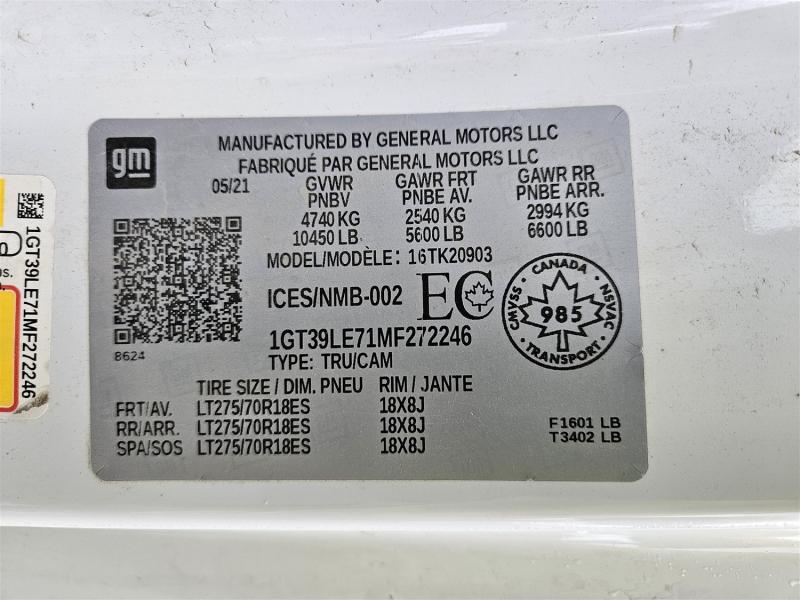 gm
MANUFACTURED BY GENERAL MOTORS LLC
FABRIQUÉ PAR GENERAL MOTORS LLC
05/21 GVWR GAWR FRT GAWR RR
PNBV PNBE AV. PNBE ARR.
4740 KG 2540 KG 2994 KG
10450 LB 5600 LB 6600 LB
MODEL/MODÈLE: 16TK20903
ICES/NMB-002 EC
1GT39LE71MF272246
TYPE: TRU/CAM
8624
CANADA
CMVSS 985 NSVAC
TRANSPORT
TIRE SIZE / DIM. PNEU RIM / JANTE
FRT/AV. LT275/70R18ES 18X8J
RR/ARR. LT275/70R18ES 18X8J
SPA/SOS LT275/70R18ES 18X8J
F1601 LB
T3402 LB
1GT39LE71MF272246